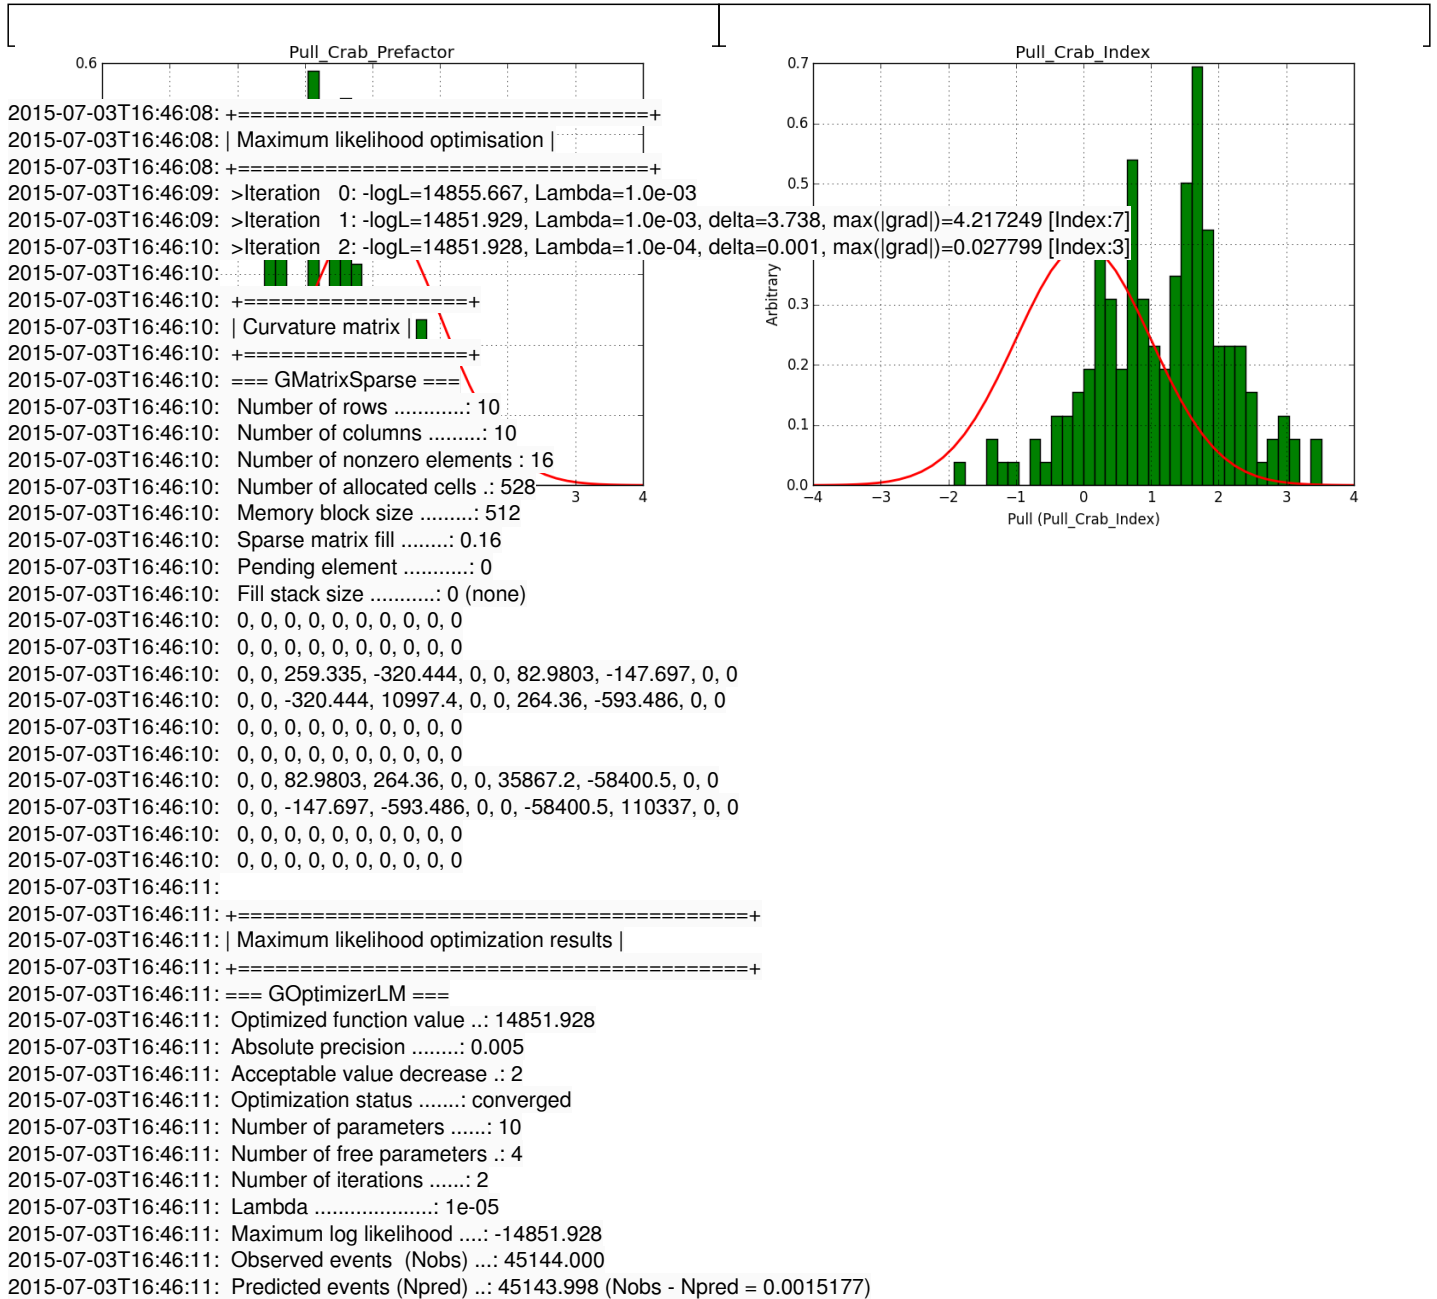 Pull_Crab_Prefactor
0.6
3 4
Pull_Crab_Index
0.7
0.6
0.5
0.3
0.2
0.1
0.0
Arbitrary
−4 −3 −2 −1 0 1 2 3 4
Pull (Pull_Crab_Index)
2015-07-03T16:46:08: +=================================+
2015-07-03T16:46:08: | Maximum likelihood optimisation |
2015-07-03T16:46:08: +=================================+
2015-07-03T16:46:09: >Iteration 0: -logL=14855.667, Lambda=1.0e-03
2015-07-03T16:46:09: >Iteration 1: -logL=14851.929, Lambda=1.0e-03, delta=3.738, max(|grad|)=4.217249 [Index:7]
2015-07-03T16:46:10: >Iteration 2: -logL=14851.928, Lambda=1.0e-04, delta=0.001, max(|grad|)=0.027799 [Index:3]
2015-07-03T16:46:10:
2015-07-03T16:46:10: +==================+
2015-07-03T16:46:10: | Curvature matrix |
2015-07-03T16:46:10: +==================+
2015-07-03T16:46:10: === GMatrixSparse ===
2015-07-03T16:46:10: Number of rows ............: 10
2015-07-03T16:46:10: Number of columns .........: 10
2015-07-03T16:46:10: Number of nonzero elements : 16
2015-07-03T16:46:10: Number of allocated cells .: 528
2015-07-03T16:46:10: Memory block size .........: 512
2015-07-03T16:46:10: Sparse matrix fill ........: 0.16
2015-07-03T16:46:10: Pending element ...........: 0
2015-07-03T16:46:10: Fill stack size ...........: 0 (none)
2015-07-03T16:46:10: 0, 0, 0, 0, 0, 0, 0, 0, 0, 0
2015-07-03T16:46:10: 0, 0, 0, 0, 0, 0, 0, 0, 0, 0
2015-07-03T16:46:10: 0, 0, 259.335, -320.444, 0, 0, 82.9803, -147.697, 0, 0
2015-07-03T16:46:10: 0, 0, -320.444, 10997.4, 0, 0, 264.36, -593.486, 0, 0
2015-07-03T16:46:10: 0, 0, 0, 0, 0, 0, 0, 0, 0, 0
2015-07-03T16:46:10: 0, 0, 0, 0, 0, 0, 0, 0, 0, 0
2015-07-03T16:46:10: 0, 0, 82.9803, 264.36, 0, 0, 35867.2, -58400.5, 0, 0
2015-07-03T16:46:10: 0, 0, -147.697, -593.486, 0, 0, -58400.5, 110337, 0, 0
2015-07-03T16:46:10: 0, 0, 0, 0, 0, 0, 0, 0, 0, 0
2015-07-03T16:46:10: 0, 0, 0, 0, 0, 0, 0, 0, 0, 0
2015-07-03T16:46:11:
2015-07-03T16:46:11: +=========================================+
2015-07-03T16:46:11: | Maximum likelihood optimization results |
2015-07-03T16:46:11: +=========================================+
2015-07-03T16:46:11: === GOptimizerLM ===
2015-07-03T16:46:11: Optimized function value ..: 14851.928
2015-07-03T16:46:11: Absolute precision ........: 0.005
2015-07-03T16:46:11: Acceptable value decrease .: 2
2015-07-03T16:46:11: Optimization status .......: converged
2015-07-03T16:46:11: Number of parameters ......: 10
2015-07-03T16:46:11: Number of free parameters .: 4
2015-07-03T16:46:11: Number of iterations ......: 2
2015-07-03T16:46:11: Lambda ....................: 1e-05
2015-07-03T16:46:11: Maximum log likelihood ....: -14851.928
2015-07-03T16:46:11: Observed events (Nobs) ...: 45144.000
2015-07-03T16:46:11: Predicted events (Npred) ..: 45143.998 (Nobs - Npred = 0.0015177)